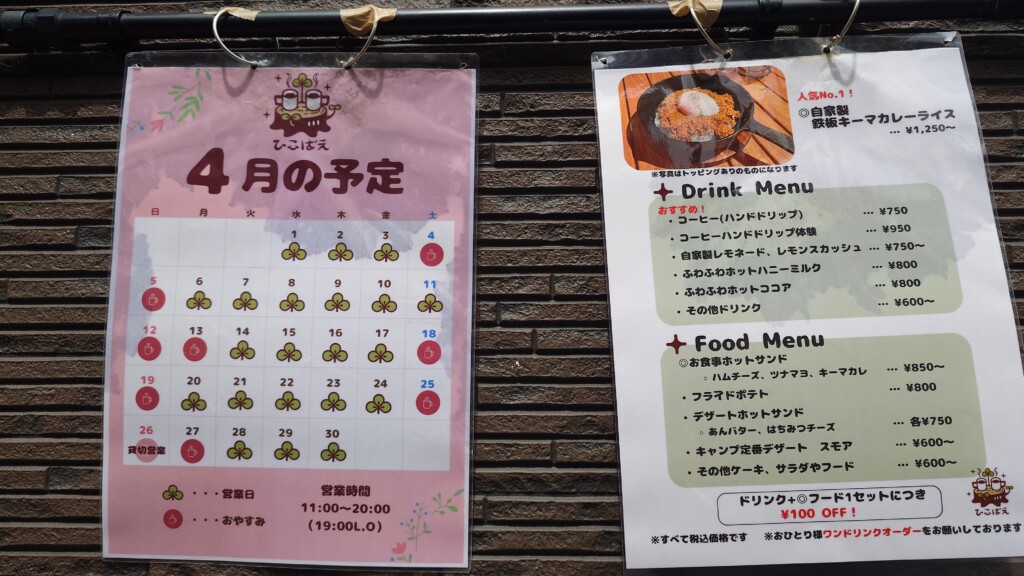 ひこばえ
4月の予定
日 月 火 水 木 金 土
1 2 3 4
5 6 7 8 9 10 11
12 13 14 15 16 17 18
19 20 21 22 23 24 25
26 27 28 29 30
貸切営業
・・・営業日
・・・おやすみ
営業時間
11:00〜20:00
(19:00L.O)
人気No.1!
◎自家製
鉄板キーマカレーライス
… ¥1,250〜
※写真はトッピングありのものになります
Drink Menu
おすすめ!
・コーヒー(ハンドドリップ) … ¥750
・コーヒーハンドドリップ体験 … ¥950
・自家製レモネード、レモンスカッシュ … ¥750〜
・ふわふわホットハニーミルク … ¥800
・ふわふわホットココア … ¥800
・その他ドリンク … ¥600〜
Food Menu
◎お食事ホットサンド
○ ハムチーズ、ツナマヨ、キーマカレ … ¥850〜
・フライドポテト … ¥800
・デザートホットサンド
○ あんバター、はちみつチーズ … 各¥750
・キャンプ定番デザート スモア … ¥600〜
・その他ケーキ、サラダやフード … ¥600〜
ドリンク+◎フード1セットにつき
¥100 OFF!
ひこばえ
※すべて税込価格です ※おひとり様ワンドリンクオーダーをお願いしております